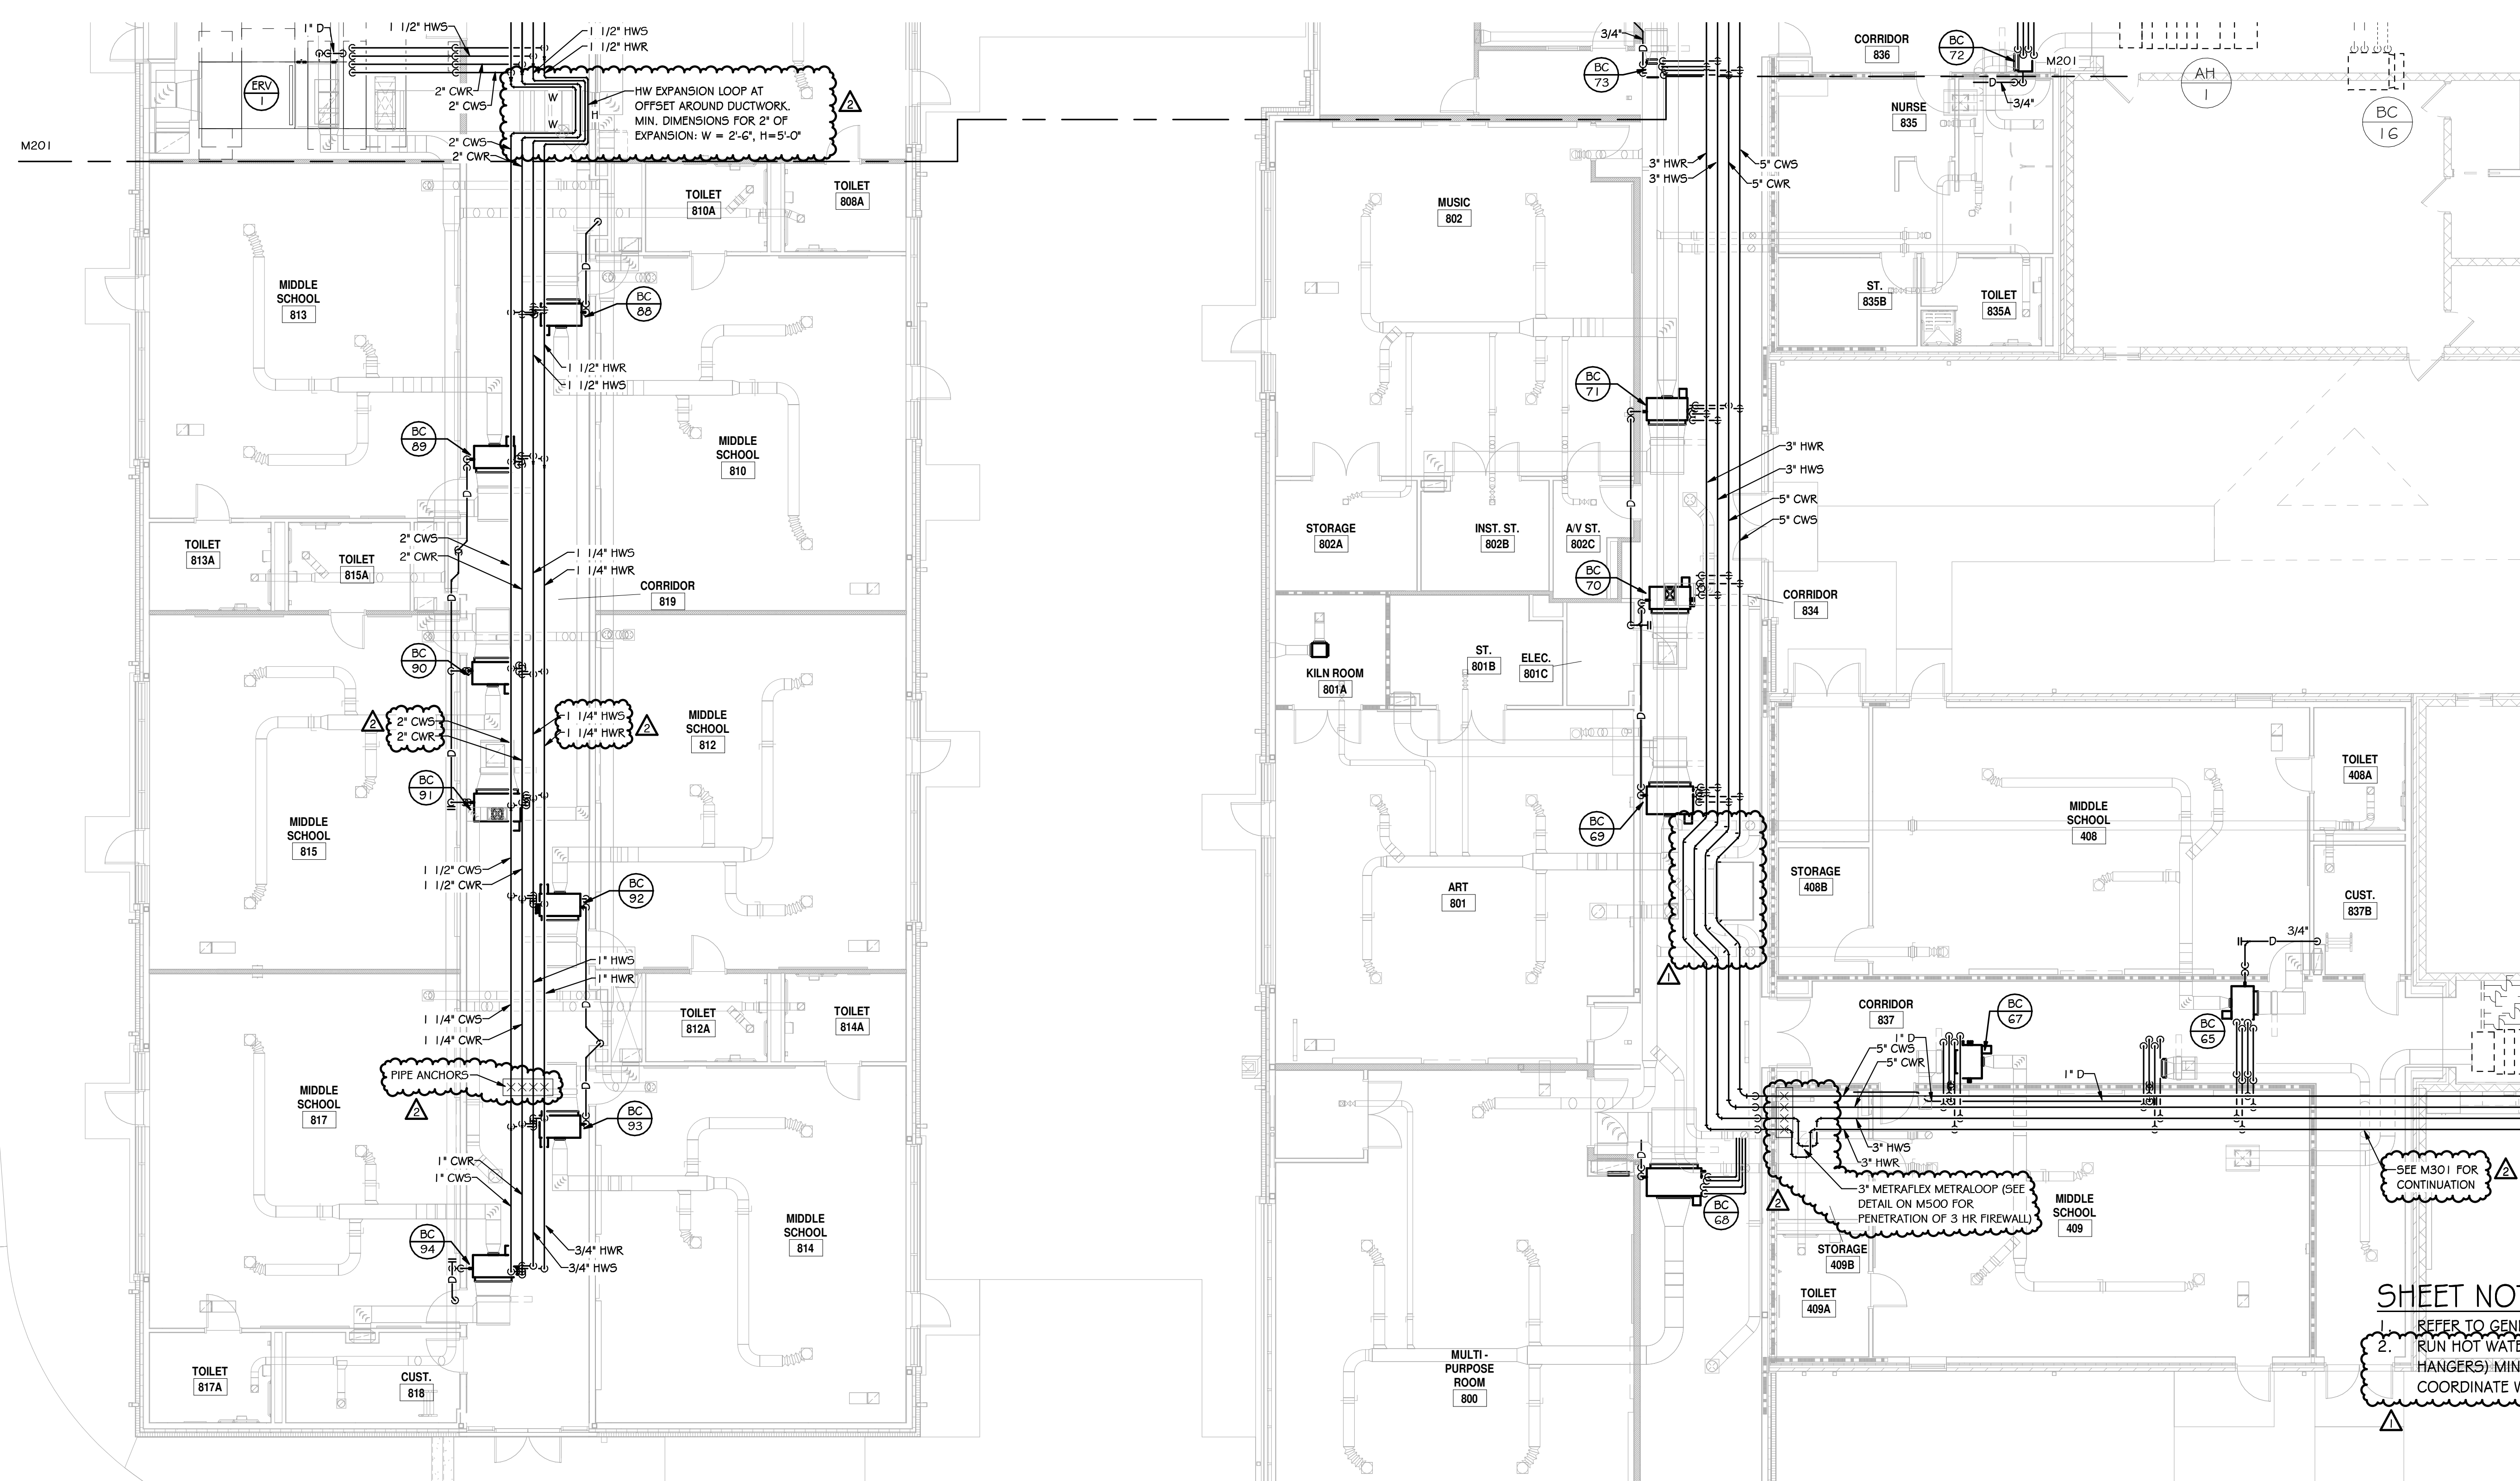 1" D
1 1/2" HWS
1 1/2" HWS
1 1/2" HWR
ERV
1
2" CWR
2" CWS
W
W
H
HW EXPANSION LOOP AT
OFFSET AROUND DUCTWORK.
MIN. DIMENSIONS FOR 2" OF
EXPANSION: W = 2'-6", H=5'-0"
2
M201
2" CWS
2" CWR
TOILET
810A
TOILET
808A
MIDDLE
SCHOOL
813
D
BC
88
1 1/2" HWR
1 1/2" HWS
BC
89
MIDDLE
SCHOOL
810
D
TOILET
813A
TOILET
815A
2" CWS
2" CWR
1 1/4" HWS
1 1/4" HWR
CORRIDOR
819
D
BC
90
2
2" CWS
2" CWR
1 1/4" HWS
1 1/4" HWR
2
MIDDLE
SCHOOL
812
D
BC
91
MIDDLE
SCHOOL
815
1 1/2" CWS
1 1/2" CWR
BC
92
1" HWS
1" HWR
D
1 1/4" CWS
1 1/4" CWR
TOILET
812A
TOILET
814A
PIPE ANCHORS
2
D
MIDDLE
SCHOOL
817
BC
93
1" CWR
1" CWS
MIDDLE
SCHOOL
814
BC
94
D
3/4" HWR
3/4" HWS
TOILET
817A
CUST.
818
3/4"
D
BC
73
CORRIDOR
836
BC
72
M201
D
3/4"
AH
1
BC
16
NURSE
835
3" HWR
3" HWS
5" CWS
5" CWR
MUSIC
802
ST.
835B
TOILET
835A
BC
71
3" HWR
3" HWS
5" CWR
5" CWS
D
STORAGE
802A
INST. ST.
802B
A/V ST.
802C
BC
70
CORRIDOR
834
KILN ROOM
801A
ST.
801B
ELEC.
801C
D
BC
69
TOILET
408A
MIDDLE
SCHOOL
408
STORAGE
408B
ART
801
CUST.
837B
1
3/4"
D
CORRIDOR
837
BC
67
BC
65
1" D
5" CWS
5" CWR
1" D
D
3" HWS
3" HWR
BC
68
2
3" METRAFLEX METRALOOP (SEE
DETAIL ON M500 FOR
PENETRATION OF 3 HR FIREWALL)
MIDDLE
SCHOOL
409
SEE M301 FOR
CONTINUATION
2
STORAGE
409B
TOILET
409A
MULTI -
PURPOSE
ROOM
800
SHEET NO
1. REFER TO GEN
2. RUN HOT WATE
HANGERS) MIN
COORDINATE W
1